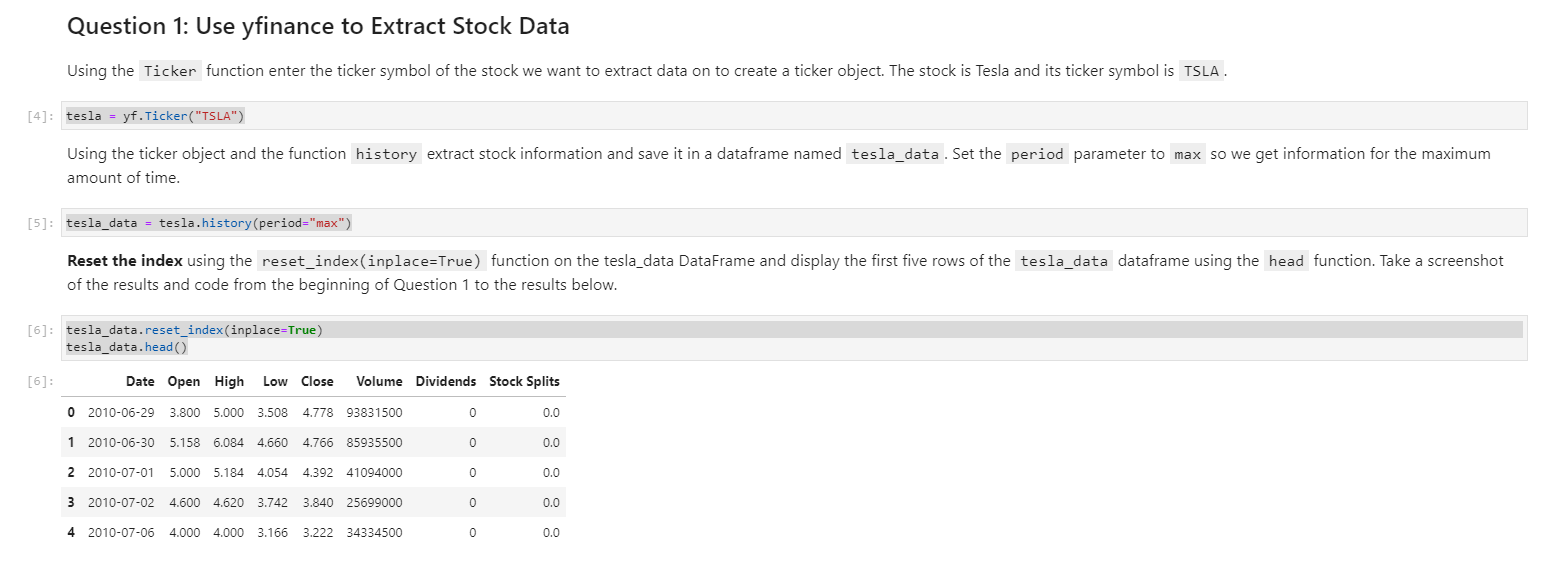 Question 1: Use yfinance to Extract Stock Data
Using the Ticker function enter the ticker symbol of the stock we want to extract data on to create a ticker object. The stock is Tesla and its ticker symbol is TSLA.
[4]: tesla = yf.Ticker("TSLA")
Using the ticker object and the function history extract stock information and save it in a dataframe named tesla_data. Set the period parameter to max so we get information for the maximum
amount of time.
[5]: tesla_data = tesla.history(period="max")
Reset the index using the reset_index(inplace=True) function on the tesla_data DataFrame and display the first five rows of the tesla_data dataframe using the head function. Take a screenshot
of the results and code from the beginning of Question 1 to the results below.
[6]: tesla_data.reset_index(inplace=True)
tesla_data.head()
[6]: Date Open High Low Close Volume Dividends Stock Splits
0 2010-06-29 3.800 5.000 3.508 4.778 93831500 0 0.0
1 2010-06-30 5.158 6.084 4.660 4.766 85935500 0 0.0
2 2010-07-01 5.000 5.184 4.054 4.392 41094000 0 0.0
3 2010-07-02 4.600 4.620 3.742 3.840 25699000 0 0.0
4 2010-07-06 4.000 4.000 3.166 3.222 34334500 0 0.0